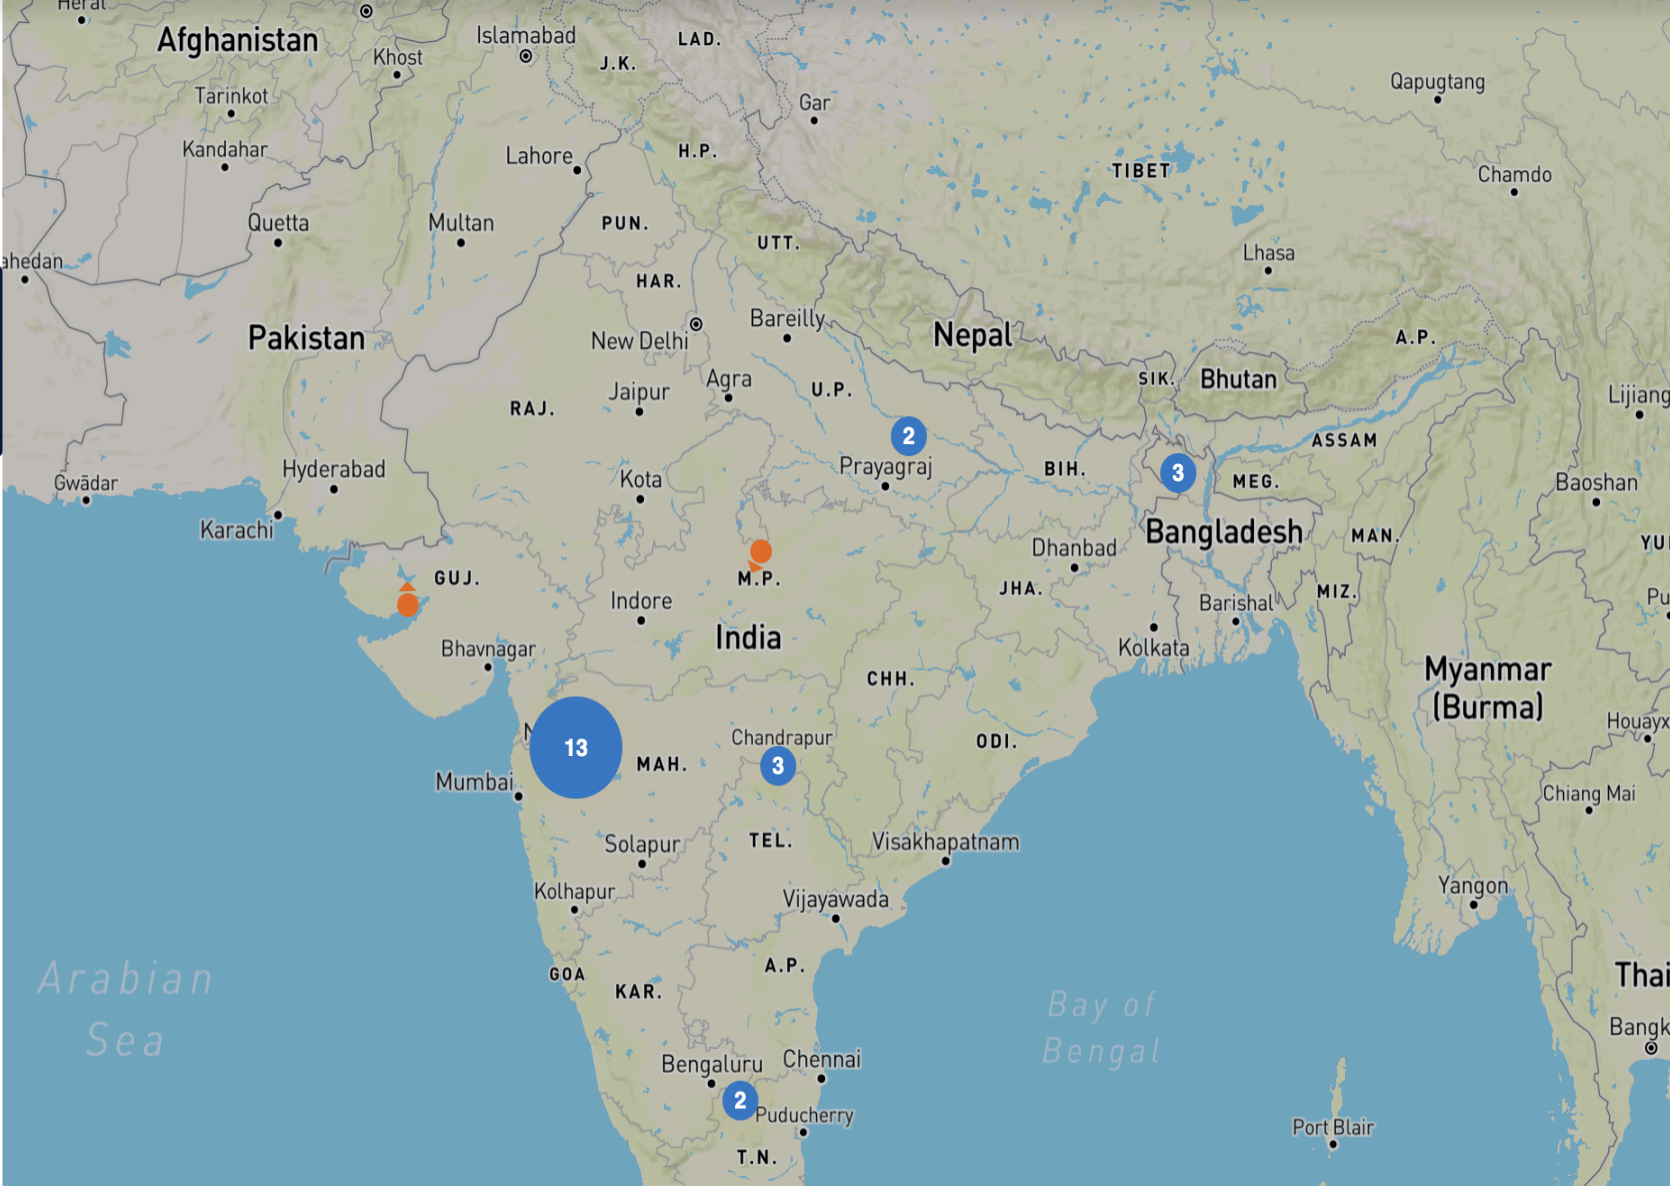 Herat
Afghanistan
Khost
Islamabad
LAD.
J.K.
Tarinkot
Gar
Qapugtang
Kandahar
Lahore
H.P.
TIBET
Chamdo
Quetta
Multan
PUN.
UTT.
Lhasa
ahedan
HAR.
Pakistan
New Delhi
Bareilly
Nepal
A.P.
Jaipur
Agra
U.P.
SIK.
Bhutan
Lijiang
RAJ.
2
ASSAM
Hyderabad
Kota
Prayagraj
BIH.
3
MEG.
Gwādar
Baoshan
Karachi
Bangladesh
MAN.
YUI
Dhanbad
GUJ.
M.P.
JHA.
MIZ.
Pu
Indore
Barishal
India
Bhavnagar
Kolkata
CHH.
Myanmar
(Burma)
N
13
Chandrapur
ODI.
Houayx
MAH.
3
Mumbai
Chiang Mai
Solapur
TEL.
Visakhapatnam
Kolhapur
Vijayawada
Yangon
Arabian
Sea
GOA
KAR.
A.P.
Bay of
Bengal
Thai
Bangk
Bengaluru
Chennai
2
Puducherry
Port Blair
T.N.